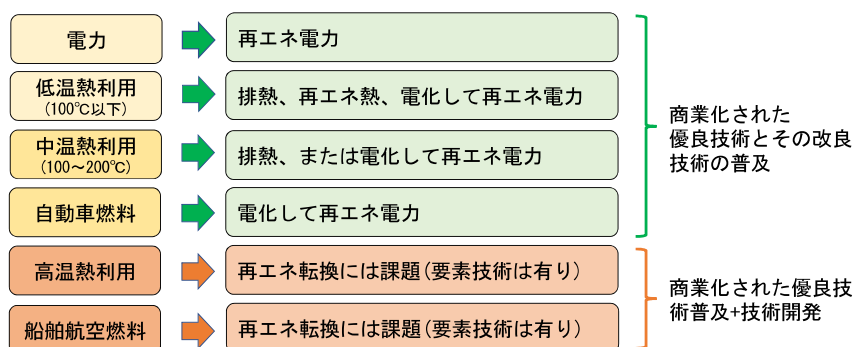 電力
再エネ電力
低温熱利用
(100℃以下)
排熱、再エネ熱、電化して再エネ電力
中温熱利用
(100～200℃)
排熱、または電化して再エネ電力
自動車燃料
電化して再エネ電力
商業化された
優良技術とその改良
技術の普及
高温熱利用
再エネ転換には課題(要素技術は有り)
船舶航空燃料
再エネ転換には課題(要素技術は有り)
商業化された優良技
術普及+技術開発